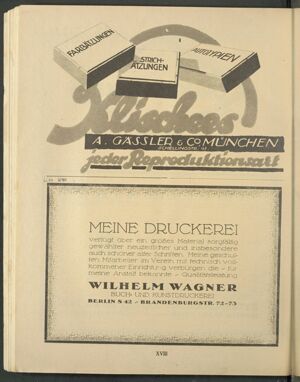 FARBÄTZUNGEN
STRICH-
ÄTZUNGEN
AUTOTYPIEN
Klischees
A. GÄSSLER & CO MÜNCHEN
SCHELLINGSTR. 41
jeder Reproduktionsart
MEINE DRUCKEREI
verfügt über ein großes Material sorgfältig
gewählter neuzeitlicher und insbesondere
auch schöner alter Schriften. Meine geschul-
ten Mitarbeiter im Verein mit technisch voll-
kommener Einrichtung verbürgen die – für
meine Anstalt bekannte – Qualitätsleistung
WILHELM WAGNER
BUCH- UND KUNSTDRUCKEREI
BERLIN S 42 – BRANDENBURGSTR. 72-73
XVIII